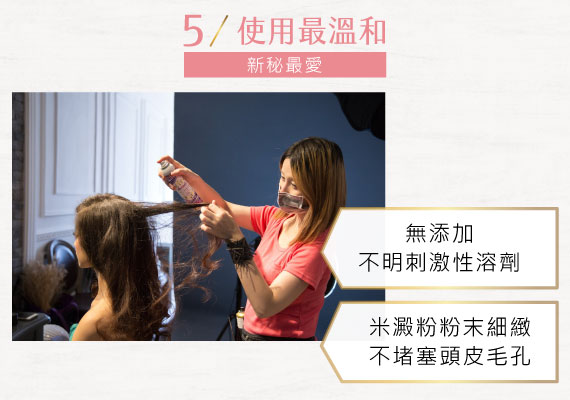 5/使用最溫和
新秘最愛
無添加
不明刺激性溶劑
米澱粉粉末細緻
不堵塞頭皮毛孔